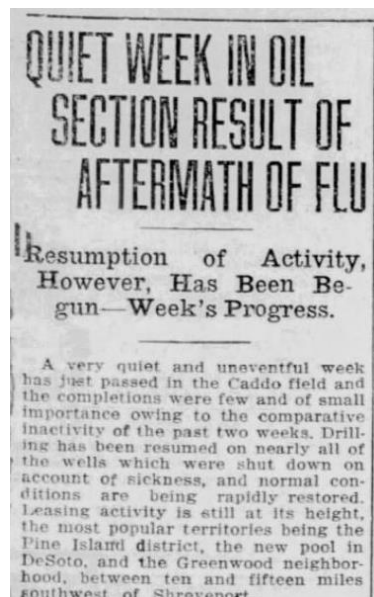 QUIET WEEK IN OIL
SECTION RESULT OF
AFTERMATH OF FLU
Resumption of Activity,
However, Has Been Be-
gun—Week's Progress.
A very quiet and uneventful week
has just passed in the Caddo field and
the completions were few and of small
importance owing to the comparative
inactivity of the past two weeks. Drill-
ing has been resumed on nearly all of
the wells which were shut down on
account of sickness, and normal con-
ditions are being rapidly restored.
Leasing activity is still at its height,
the most popular territories being the
Pine Island district, the new pool in
DeSoto, and the Greenwood neighbor-
hood, between ten and fifteen miles
southwest of Shreveport